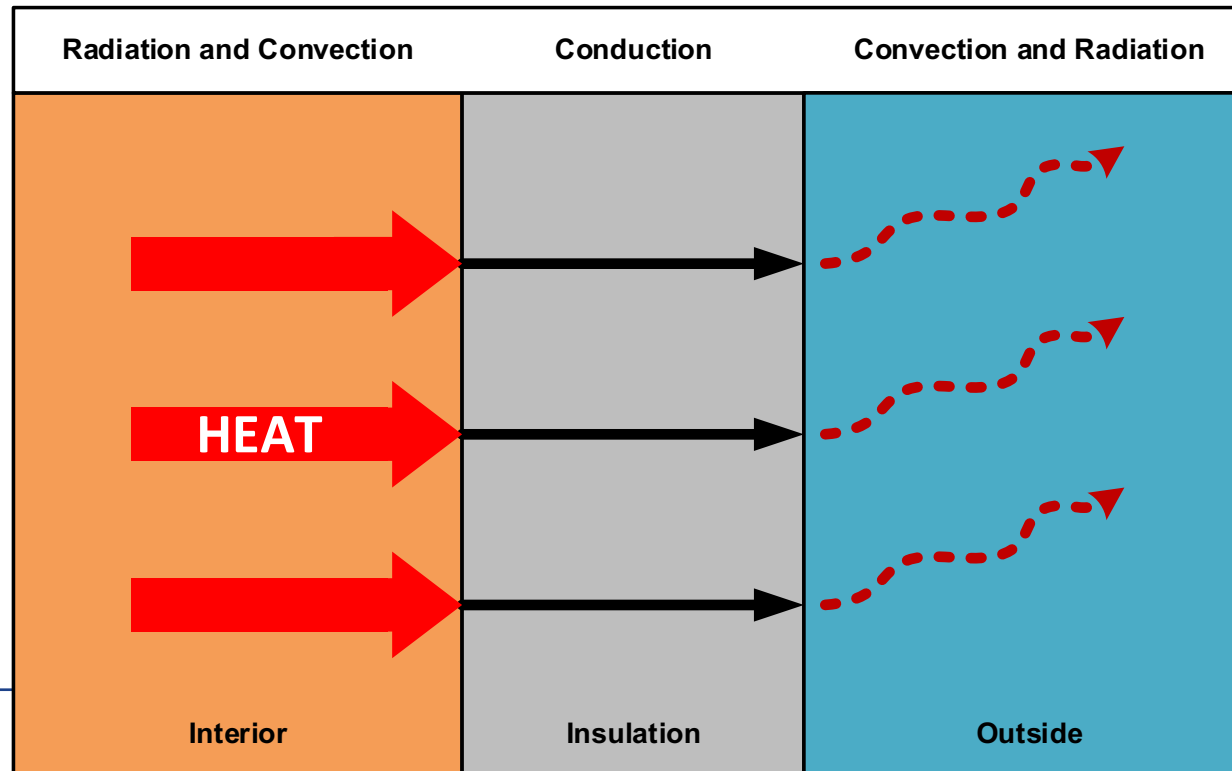 Radiation and Convection
Conduction
Convection and Radiation
HEAT
Interior
Insulation
Outside